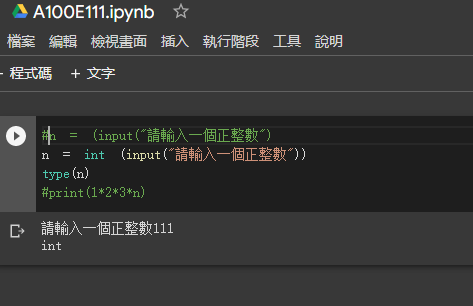 A100E111.ipynb
檔案 編輯 檢視畫面 插入 執行階段 工具 說明
程式碼 + 文字
#n = (input("請輸入一個正整數")
n = int (input("請輸入一個正整數"))
type(n)
#print(1*2*3*n)
請輸入一個正整數111
int